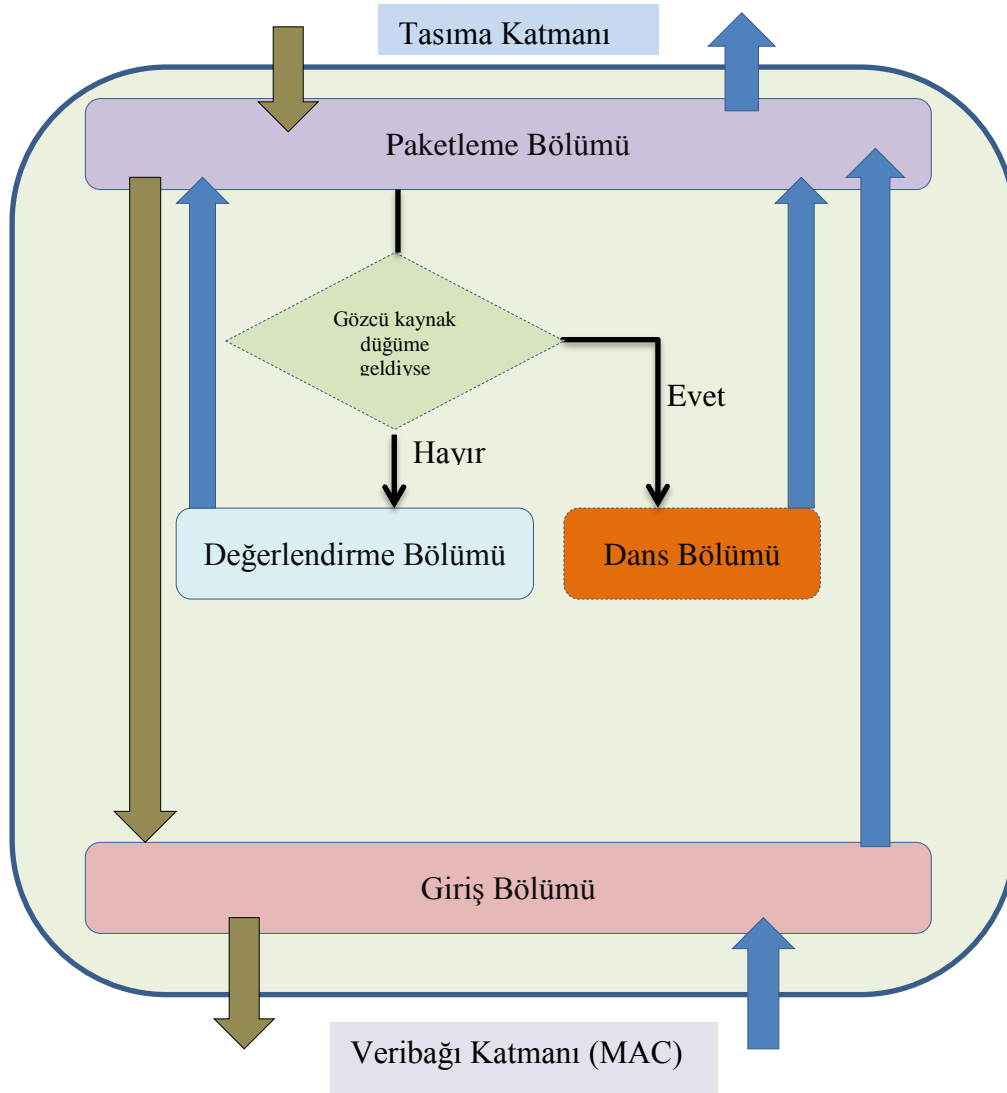 Tasıma Katmanı
Paketleme Bölümü
Gözcü kaynak
düğüme
geldiyse
Evet
Hayır
Değerlendirme Bölümü
Dans Bölümü
Giriş Bölümü
Veribağı Katmanı (MAC)